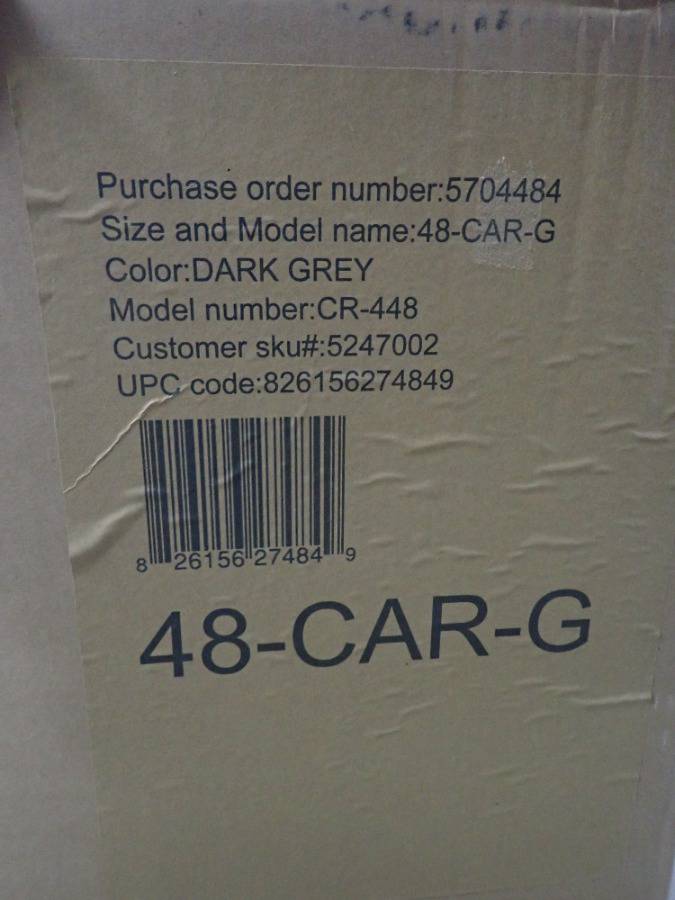 Purchase order number:5704484
Size and Model name:48-CAR-G
Color:DARK GREY
Model number:CR-448
Customer sku#:5247002
UPC code:826156274849
8 26156 27484 9
48-CAR-G